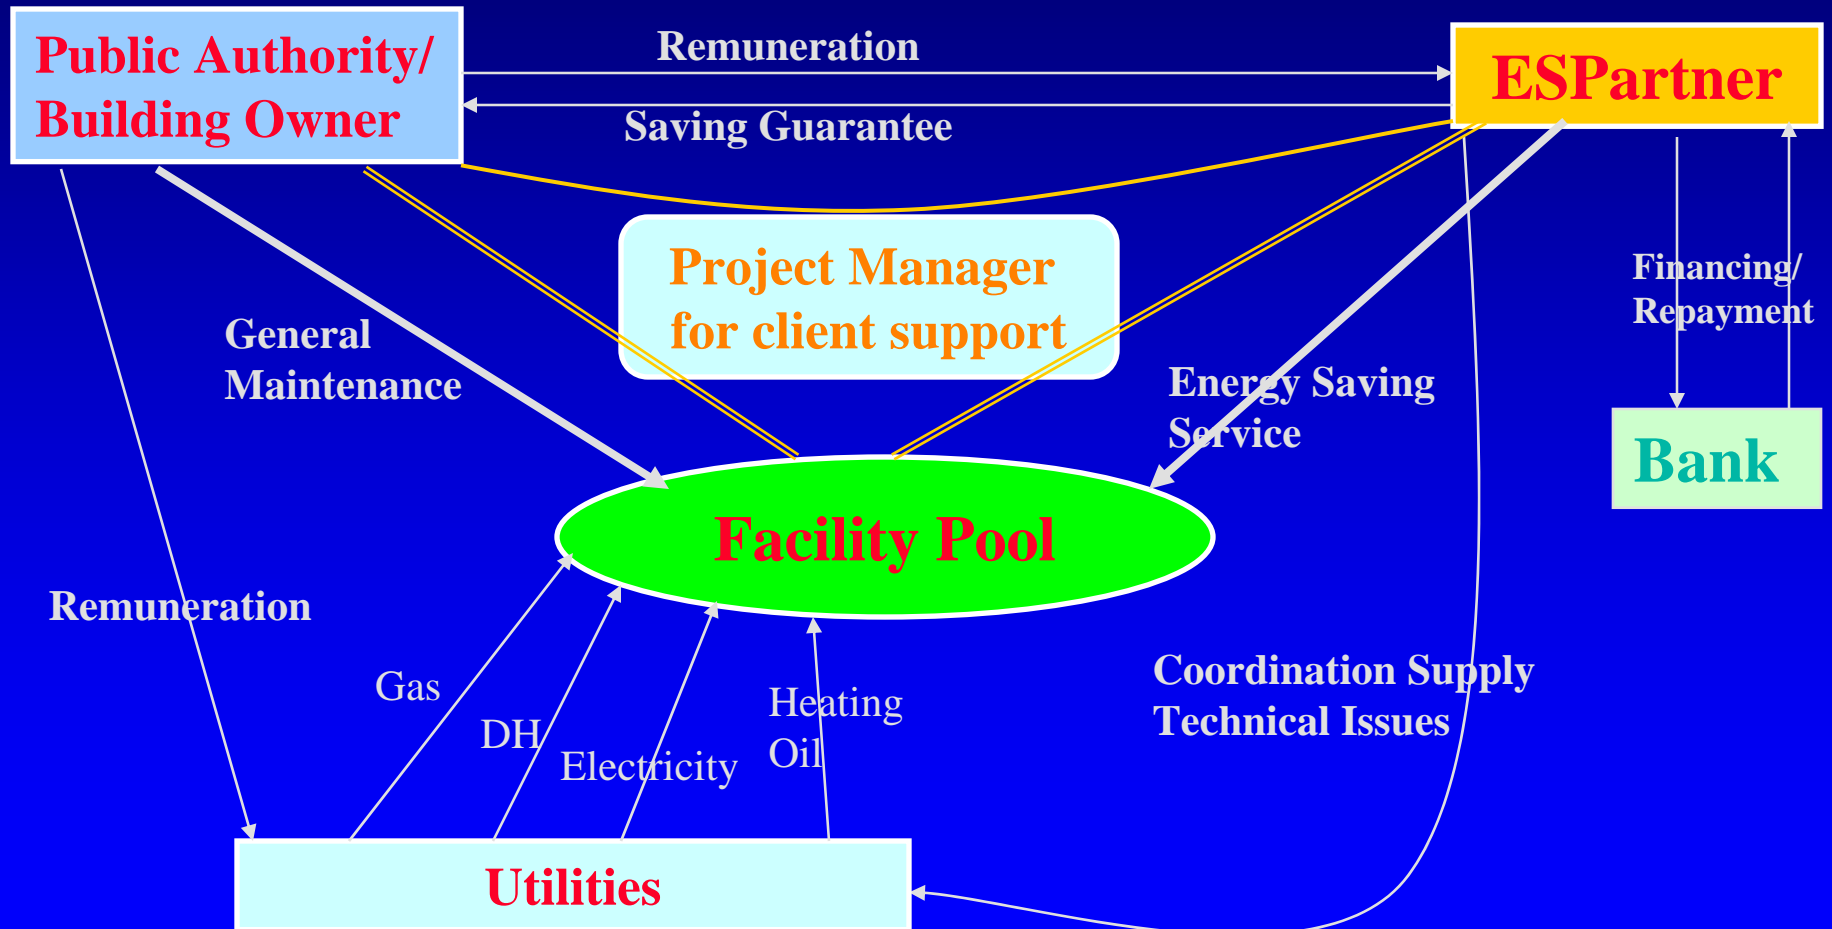 Public Authority/
Building Owner
Remuneration
Saving Guarantee
ESPartner
Project Manager
for client support
General
Maintenance
Energy Saving
Service
Financing/
Repayment
Bank
Facility Pool
Remuneration
Gas
DH
Electricity
Heating
Oil
Coordination Supply
Technical Issues
Utilities